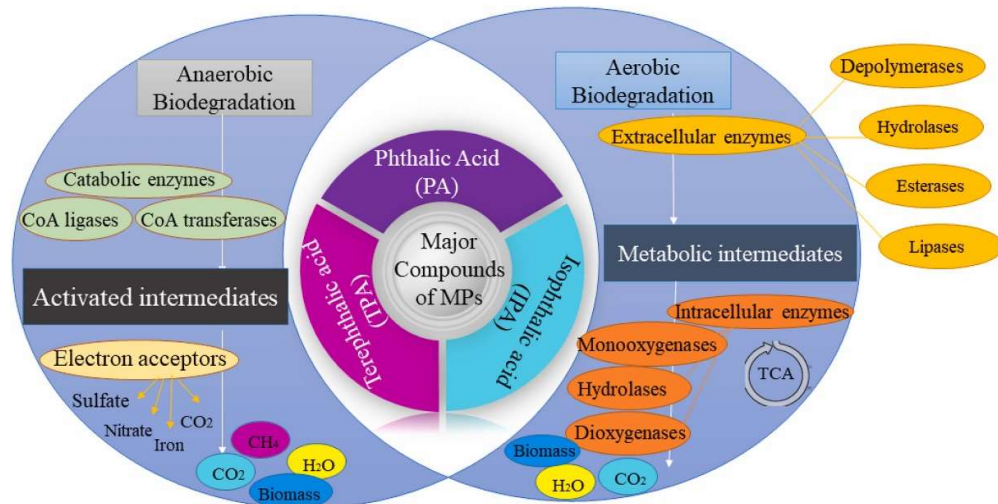 Anaerobic
Biodegradation
Catabolic enzymes
CoA ligases
CoA transferases
Activated intermediates
Electron acceptors
Sulfate
Nitrate
Iron
CO2
CH4
CO2
H2O
Biomass
Phthalic Acid
(PA)
Terephthalic acid
(TPA)
Isophthalic acid
(IPA)
Major
Compounds
of MPs
Aerobic
Biodegradation
Extracellular enzymes
Depolymerases
Hydrolases
Esterases
Lipases
Metabolic intermediates
Intracellular enzymes
Monooxygenases
Hydrolases
Dioxygenases
TCA
Biomass
H2O
CO2